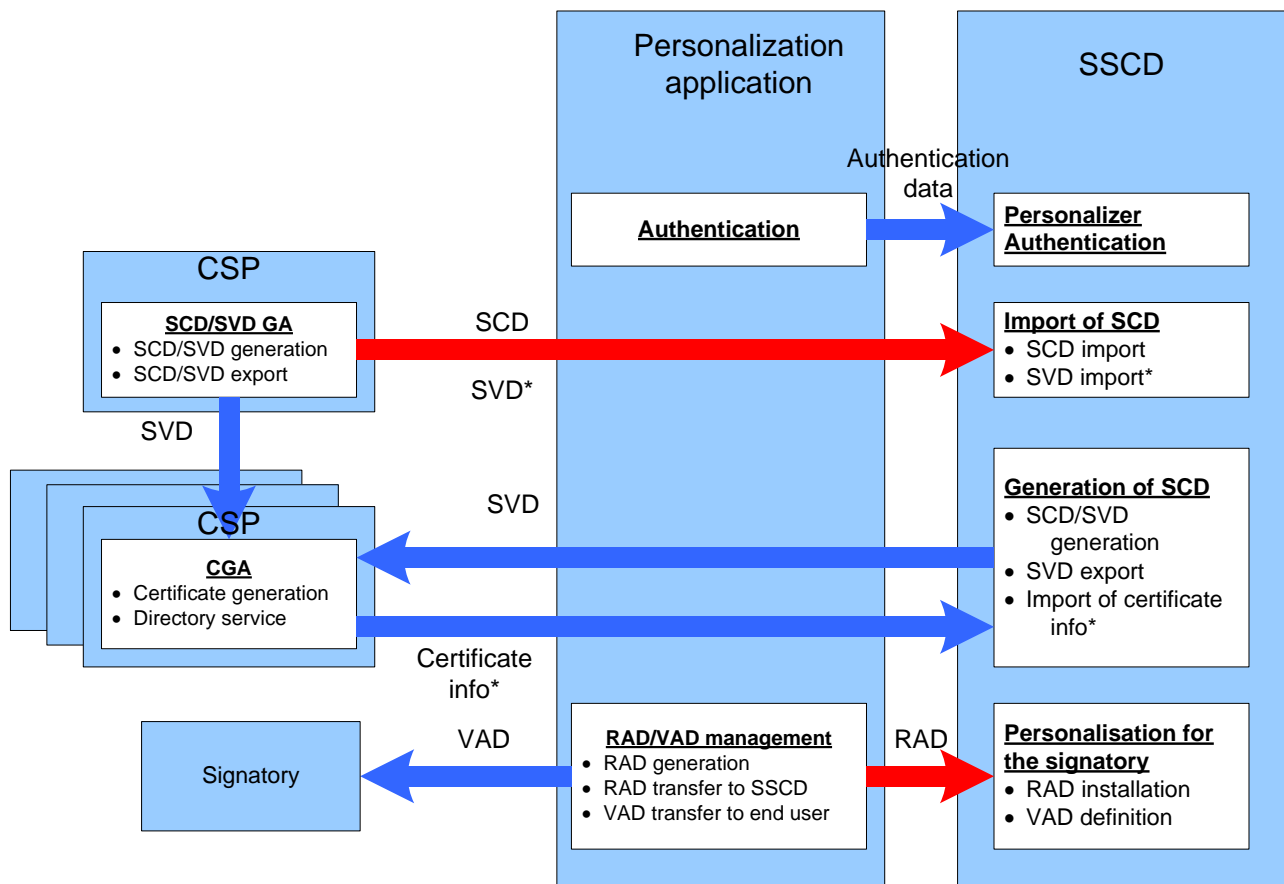 Personalization
application
SSCD
Authentication
data
Authentication
Personalizer
Authentication
CSP
SCD/SVD GA
• SCD/SVD generation
• SCD/SVD export
SCD
SVD*
Import of SCD
• SCD import
• SVD import*
SVD
CSP
CGA
• Certificate generation
• Directory service
SVD
Generation of SCD
• SCD/SVD
generation
• SVD export
• Import of certificate
info*
Certificate
info*
Signatory
VAD
RAD/VAD management
• RAD generation
• RAD transfer to SSCD
• VAD transfer to end user
RAD
Personalisation for
the signatory
• RAD installation
• VAD definition